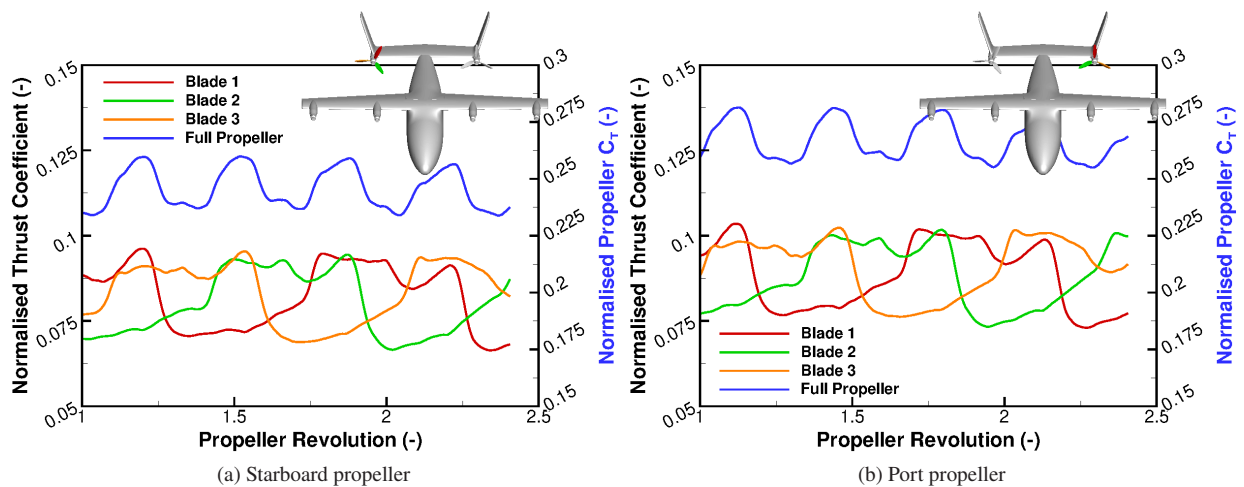 0.15
0.125
0.1
0.075
0.05
Normalised Thrust Coefficient (-)
Blade 1
Blade 2
Blade 3
Full Propeller
0.3
0.275
0.25
0.225
0.2
0.175
0.15
Normalised Propeller C_T (-)
1
1.5
2
2.5
Propeller Revolution (-)
(a) Starboard propeller
0.15
0.125
0.1
0.075
0.05
Normalised Thrust Coefficient (-)
Blade 1
Blade 2
Blade 3
Full Propeller
0.3
0.275
0.25
0.225
0.2
0.175
0.15
Normalised Propeller C_T (-)
1
1.5
2
2.5
Propeller Revolution (-)
(b) Port propeller